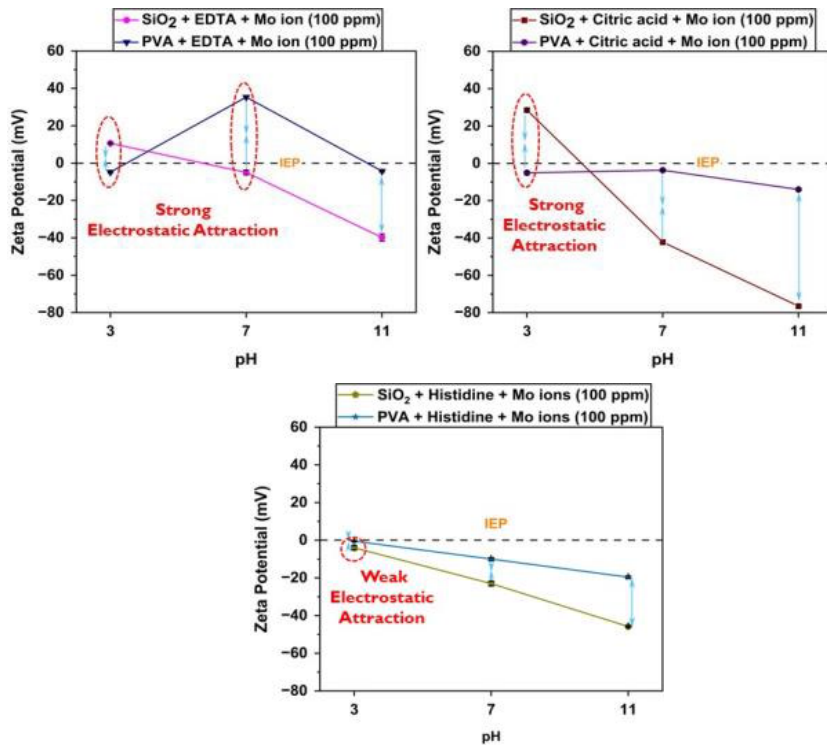 SiO₂ + EDTA + Mo ion (100 ppm)
PVA + EDTA + Mo ion (100 ppm)
60
40
20
0
−20
−40
−60
−80
Zeta Potential (mV)
IEP
Strong
Electrostatic Attraction
3
7
11
pH
SiO₂ + Citric acid + Mo ion (100 ppm)
PVA + Citric acid + Mo ion (100 ppm)
60
40
20
0
−20
−40
−60
−80
Zeta Potential (mV)
IEP
Strong
Electrostatic
Attraction
3
7
11
pH
SiO₂ + Histidine + Mo ions (100 ppm)
PVA + Histidine + Mo ions (100 ppm)
60
40
20
0
−20
−40
−60
−80
Zeta Potential (mV)
IEP
Weak
Electrostatic
Attraction
3
7
11
pH